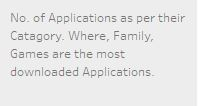 No. of Applications as per their
Catagory. Where, Family,
Games are the most
downloaded Applications.